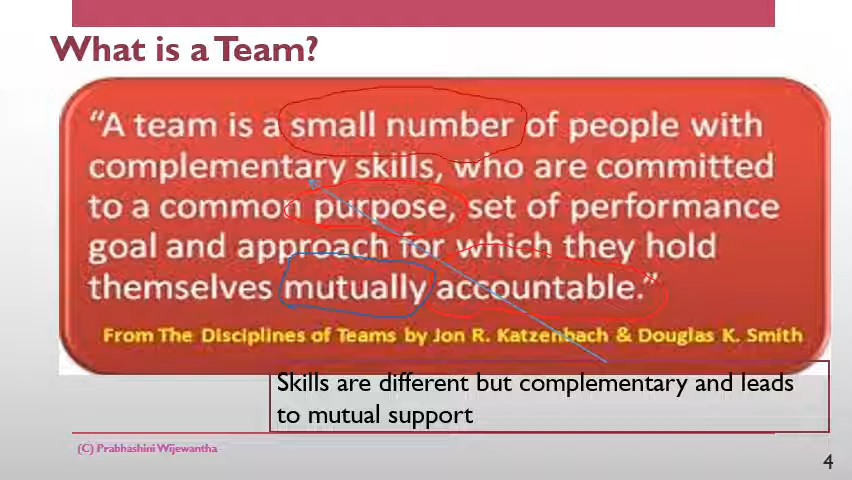 What is a Team?
“A team is a small number of people with
complementary skills, who are committed
to a common purpose, set of performance
goal and approach for which they hold
themselves mutually accountable.”
From The Disciplines of Teams by Jon R. Katzenbach & Douglas K. Smith
Skills are different but complementary and leads
to mutual support
(C) Prabhashini Wijewantha
4